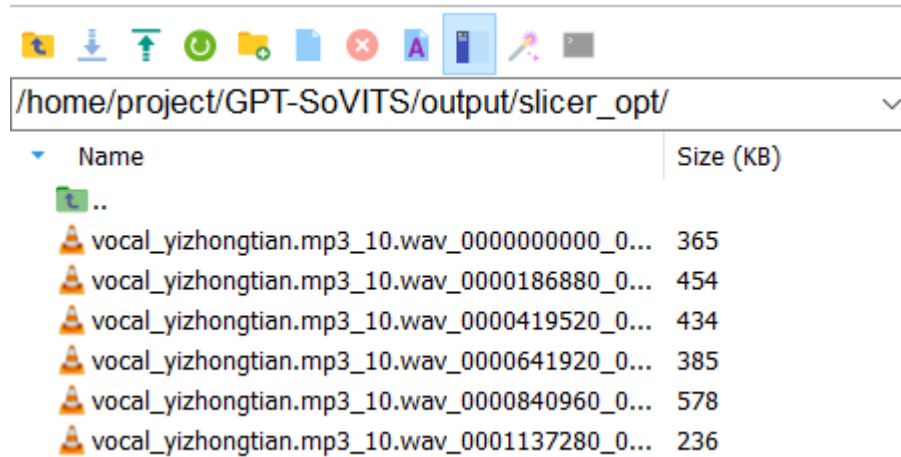 /home/project/GPT-SoVITS/output/slicer_opt/
Name Size (KB)
..
vocal_yizhongtian.mp3_10.wav_0000000000_0... 365
vocal_yizhongtian.mp3_10.wav_0000186880_0... 454
vocal_yizhongtian.mp3_10.wav_0000419520_0... 434
vocal_yizhongtian.mp3_10.wav_0000641920_0... 385
vocal_yizhongtian.mp3_10.wav_0000840960_0... 578
vocal_yizhongtian.mp3_10.wav_0001137280_0... 236